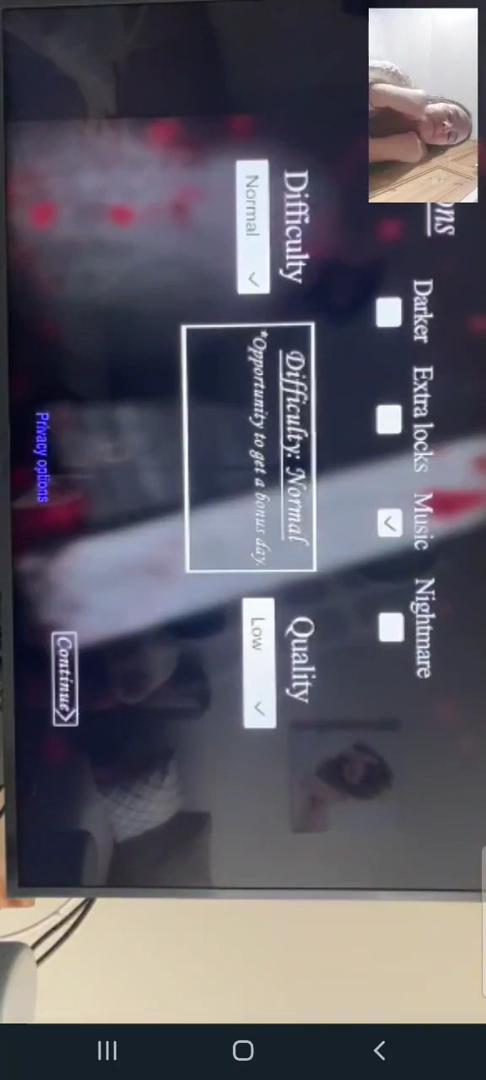 ons
Darker Extra locks Music Nightmare
Difficulty
Normal
Difficulty: Normal
*Opportunity to get a bonus day.
Quality
Low
Privacy options
Continue>